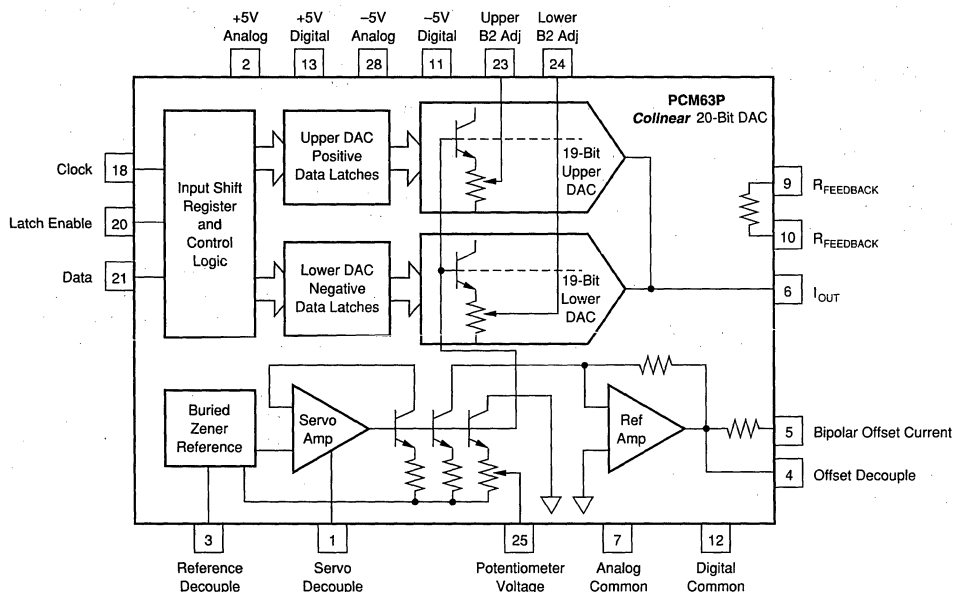 +5V Analog
+5V Digital
–5V Analog
–5V Digital
Upper B2 Adj
Lower B2 Adj
2
13
28
11
23
24
PCM63P
Colinear 20-Bit DAC
Clock
18
Latch Enable
20
Data
21
Input Shift
Register
and
Control
Logic
Upper DAC
Positive
Data Latches
19-Bit
Upper
DAC
Lower DAC
Negative
Data Latches
19-Bit
Lower
DAC
9
RFEEDBACK
10
RFEEDBACK
6
IOUT
Buried
Zener
Reference
Servo
Amp
Ref
Amp
5
Bipolar Offset Current
4
Offset Decouple
3
1
25
7
12
Reference
Decouple
Servo
Decouple
Potentiometer
Voltage
Analog
Common
Digital
Common